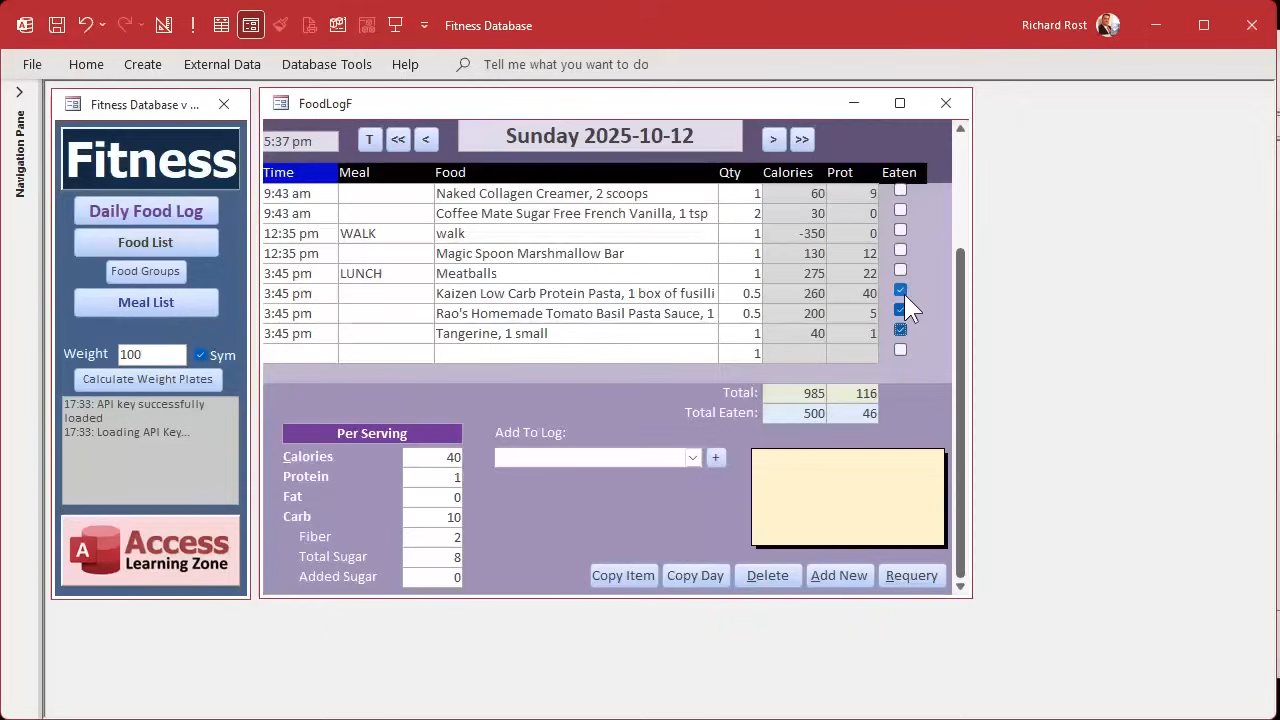 Fitness Database
Richard Rost
File Home Create External Data Database Tools Help Tell me what you want to do
Navigation Pane
Fitness Database v ...
Fitness
Daily Food Log
Food List
Food Groups
Meal List
Weight 100 Sym
Calculate Weight Plates
17:33: API key successfully
loaded
17:33: Loading API Key...
A Access
Learning Zone
FoodLogF
5:37 pm T << < Sunday 2025-10-12 > >>
Time Meal Food Qty Calories Prot Eaten
9:43 am Naked Collagen Creamer, 2 scoops 1 60 9
9:43 am Coffee Mate Sugar Free French Vanilla, 1 tsp 2 30 0
12:35 pm WALK walk 1 -350 0
12:35 pm Magic Spoon Marshmallow Bar 1 130 12
3:45 pm LUNCH Meatballs 1 275 22
3:45 pm Kaizen Low Carb Protein Pasta, 1 box of fusilli 0.5 260 40
3:45 pm Rao's Homemade Tomato Basil Pasta Sauce, 1 0.5 200 5
3:45 pm Tangerine, 1 small 1 40 1
1
Total: 985 116
Total Eaten: 500 46
Per Serving
Calories 40
Protein 1
Fat 0
Carb 10
Fiber 2
Total Sugar 8
Added Sugar 0
Add To Log:
+
Copy Item Copy Day Delete Add New Requery